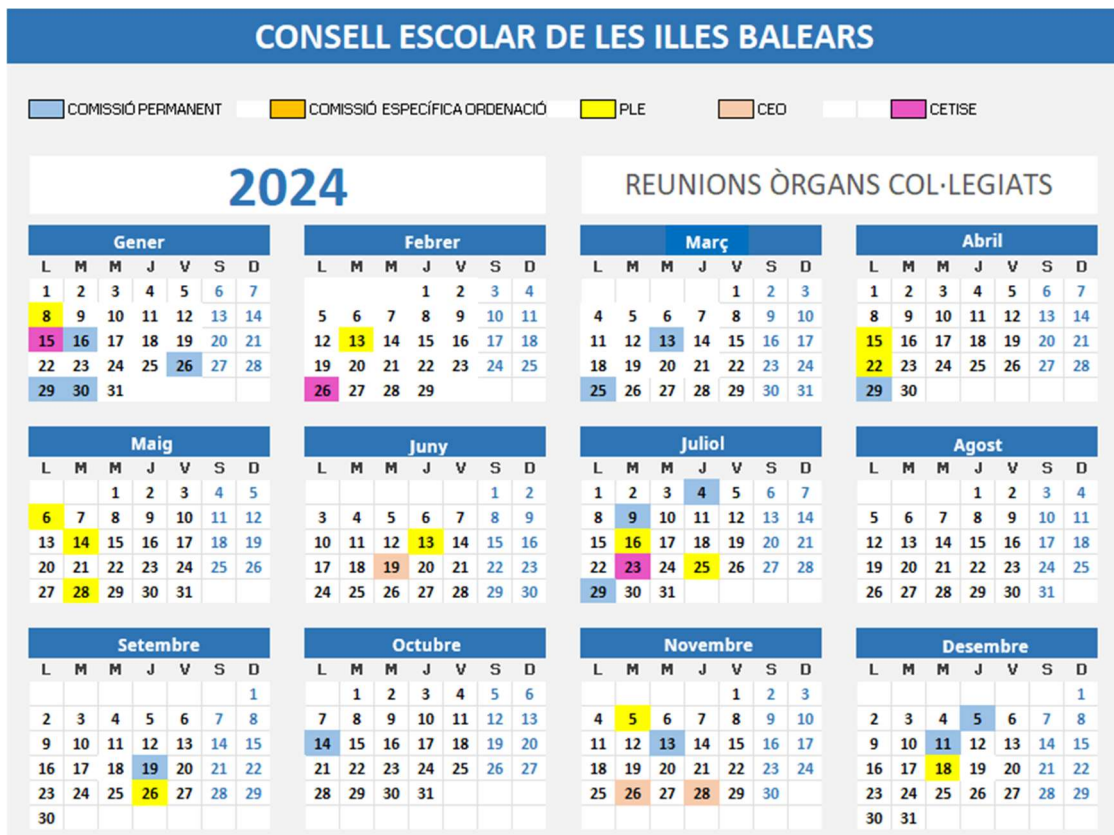 CONSELL ESCOLAR DE LES ILLES BALEARS
COMISSIÓ PERMANENT COMISSIÓ ESPECÍFICA ORDENACIÓ PLE CEO CETISE
2024 REUNIONS ÒRGANS COL·LEGIATS
Gener
L M M J V S D
1 2 3 4 5 6 7
8 9 10 11 12 13 14
15 16 17 18 19 20 21
22 23 24 25 26 27 28
29 30 31
Febrer
L M M J V S D
1 2 3 4
5 6 7 8 9 10 11
12 13 14 15 16 17 18
19 20 21 22 23 24 25
26 27 28 29
Març
L M M J V S D
1 2 3
4 5 6 7 8 9 10
11 12 13 14 15 16 17
18 19 20 21 22 23 24
25 26 27 28 29 30 31
Abril
L M M J V S D
1 2 3 4 5 6 7
8 9 10 11 12 13 14
15 16 17 18 19 20 21
22 23 24 25 26 27 28
29 30
Maig
L M M J V S D
1 2 3 4 5
6 7 8 9 10 11 12
13 14 15 16 17 18 19
20 21 22 23 24 25 26
27 28 29 30 31
Juny
L M M J V S D
1 2
3 4 5 6 7 8 9
10 11 12 13 14 15 16
17 18 19 20 21 22 23
24 25 26 27 28 29 30
Juliol
L M M J V S D
1 2 3 4 5 6 7
8 9 10 11 12 13 14
15 16 17 18 19 20 21
22 23 24 25 26 27 28
29 30 31
Agost
L M M J V S D
1 2 3 4
5 6 7 8 9 10 11
12 13 14 15 16 17 18
19 20 21 22 23 24 25
26 27 28 29 30 31
Setembre
L M M J V S D
1
2 3 4 5 6 7 8
9 10 11 12 13 14 15
16 17 18 19 20 21 22
23 24 25 26 27 28 29
30
Octubre
L M M J V S D
1 2 3 4 5 6
7 8 9 10 11 12 13
14 15 16 17 18 19 20
21 22 23 24 25 26 27
28 29 30 31
Novembre
L M M J V S D
1 2 3
4 5 6 7 8 9 10
11 12 13 14 15 16 17
18 19 20 21 22 23 24
25 26 27 28 29 30
Desembre
L M M J V S D
1
2 3 4 5 6 7 8
9 10 11 12 13 14 15
16 17 18 19 20 21 22
23 24 25 26 27 28 29
30 31